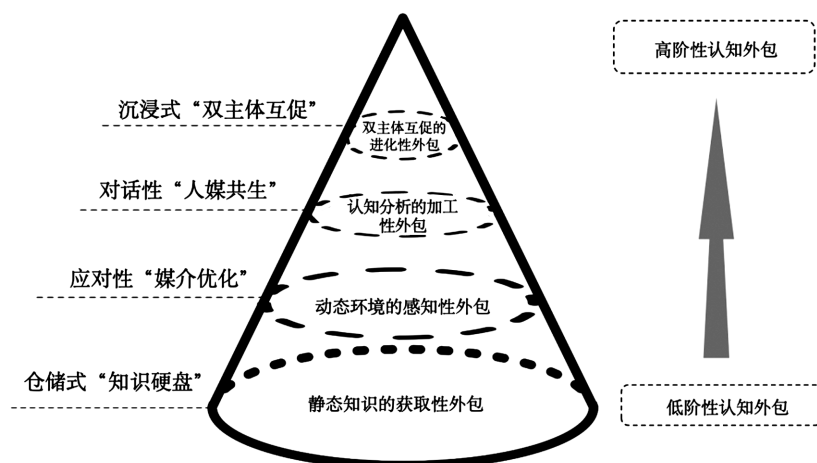 高阶性认知外包
沉浸式“双主体互促”
双主体互促的
进化性外包
对话性“人媒共生”
认知分析的加工
性外包
应对性“媒介优化”
动态环境的感知性外包
仓储式“知识硬盘”
静态知识的获取性外包
低阶性认知外包